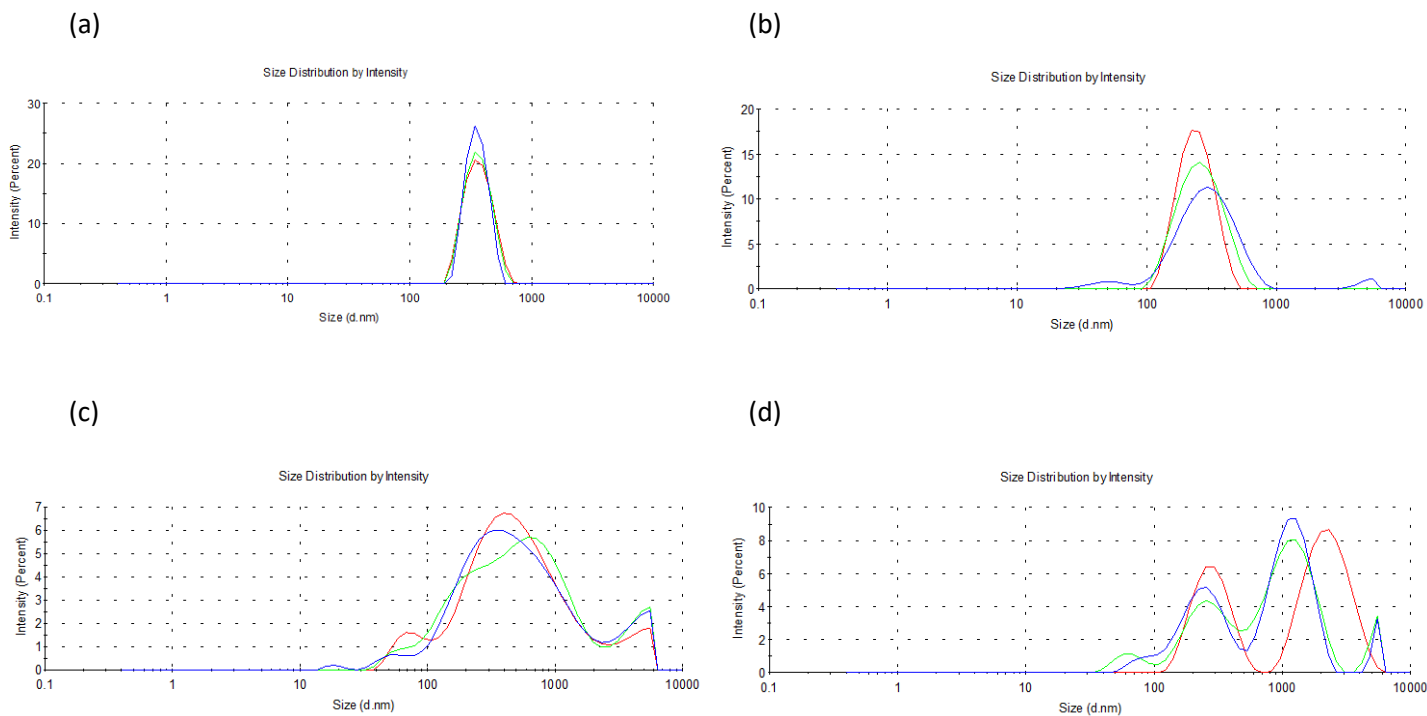 (a)
(b)
Size Distribution by Intensity
Size Distribution by Intensity
Intensity (Percent)
30
20
10
0
0.1 1 10 100 1000 10000
Size (d.nm)
Intensity (Percent)
20
15
10
5
0
0.1 1 10 100 1000 10000
Size (d.nm)
(c)
(d)
Size Distribution by Intensity
Size Distribution by Intensity
Intensity (Percent)
7
6
5
4
3
2
1
0
0.1 1 10 100 1000 10000
Size (d.nm)
Intensity (Percent)
10
8
6
4
2
0
0.1 1 10 100 1000 10000
Size (d.nm)